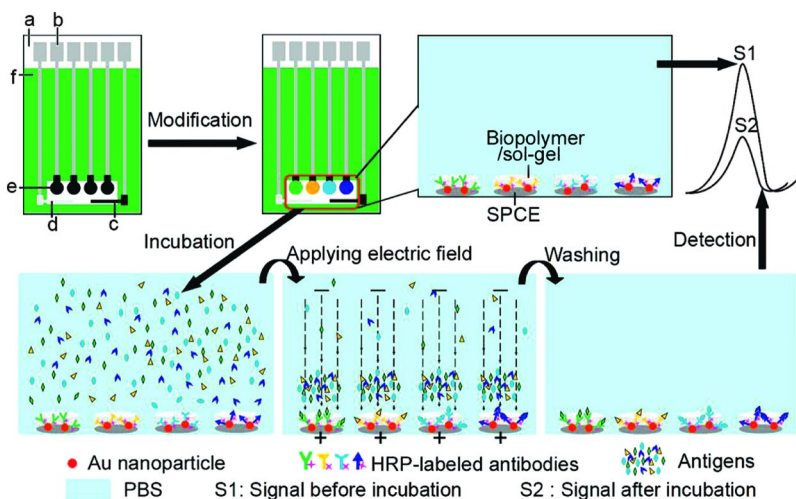 a b
f
e
d c
Modification
Biopolymer
/sol-gel
SPCE
S1
S2
Incubation
Applying electric field
Washing
Detection
+ + + +
Au nanoparticle
HRP-labeled antibodies
Antigens
PBS
S1: Signal before incubation
S2 : Signal after incubation